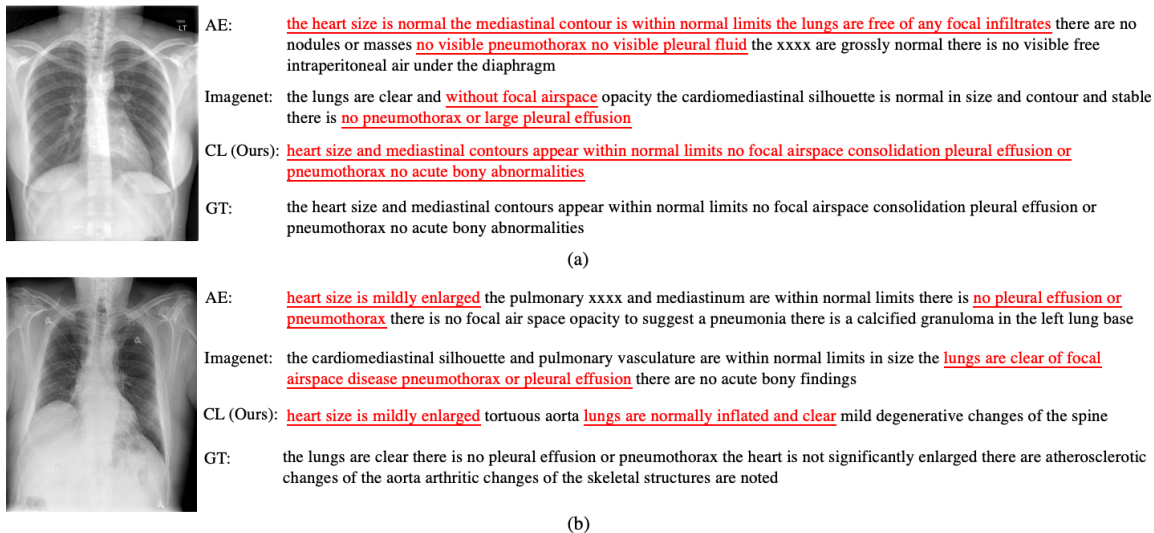 AE: the heart size is normal the mediastinal contour is within normal limits the lungs are free of any focal infiltrates there are no
nodules or masses no visible pneumothorax no visible pleural fluid the xxxx are grossly normal there is no visible free
intraperitoneal air under the diaphragm
Imagenet: the lungs are clear and without focal airspace opacity the cardiomediastinal silhouette is normal in size and contour and stable
there is no pneumothorax or large pleural effusion
CL (Ours): heart size and mediastinal contours appear within normal limits no focal airspace consolidation pleural effusion or
pneumothorax no acute bony abnormalities
GT: the heart size and mediastinal contours appear within normal limits no focal airspace consolidation pleural effusion or
pneumothorax no acute bony abnormalities
(a)
AE: heart size is mildly enlarged the pulmonary xxxx and mediastinum are within normal limits there is no pleural effusion or
pneumothorax there is no focal air space opacity to suggest a pneumonia there is a calcified granuloma in the left lung base
Imagenet: the cardiomediastinal silhouette and pulmonary vasculature are within normal limits in size the lungs are clear of focal
airspace disease pneumothorax or pleural effusion there are no acute bony findings
CL (Ours): heart size is mildly enlarged tortuous aorta lungs are normally inflated and clear mild degenerative changes of the spine
GT: the lungs are clear there is no pleural effusion or pneumothorax the heart is not significantly enlarged there are atherosclerotic
changes of the aorta arthritic changes of the skeletal structures are noted
(b)